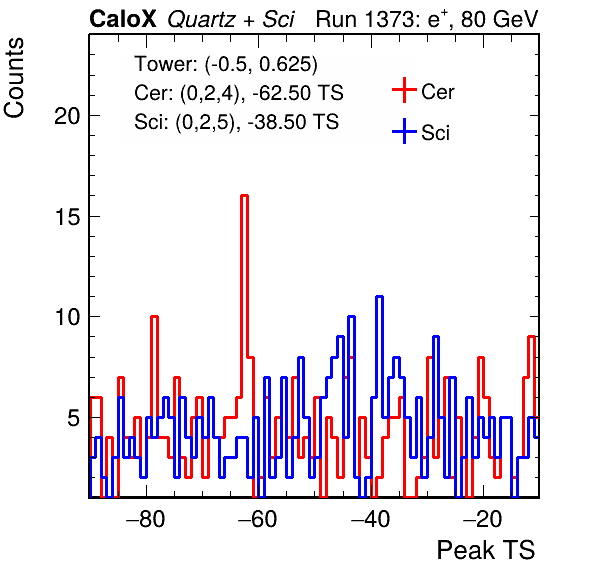 CaloX Quartz + Sci Run 1373: e⁺, 80 GeV
Counts
Tower: (-0.5, 0.625)
Cer: (0,2,4), -62.50 TS
Sci: (0,2,5), -38.50 TS
Cer
Sci
20
15
10
5
−80 −60 −40 −20
Peak TS